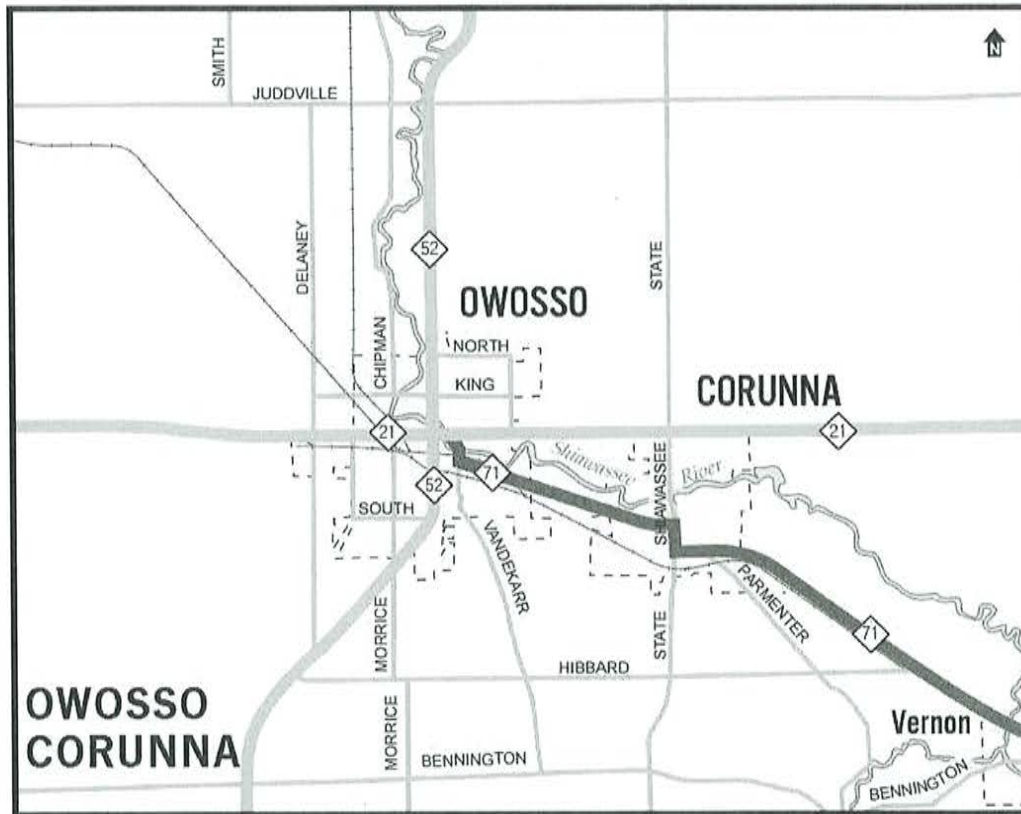 N
SMITH
JUDDVILLE
DELANEY
52
STATE
OWOSSO
CHIPMAN
NORTH
KING
CORUNNA
21
21
71
Shiawassee
River
SHIAWASSEE
52
SOUTH
VANDEKARR
PARMENTER
MORRICE
STATE
71
HIBBARD
OWOSSO
CORUNNA
MORRICE
Vernon
BENNINGTON
BENNINGTON